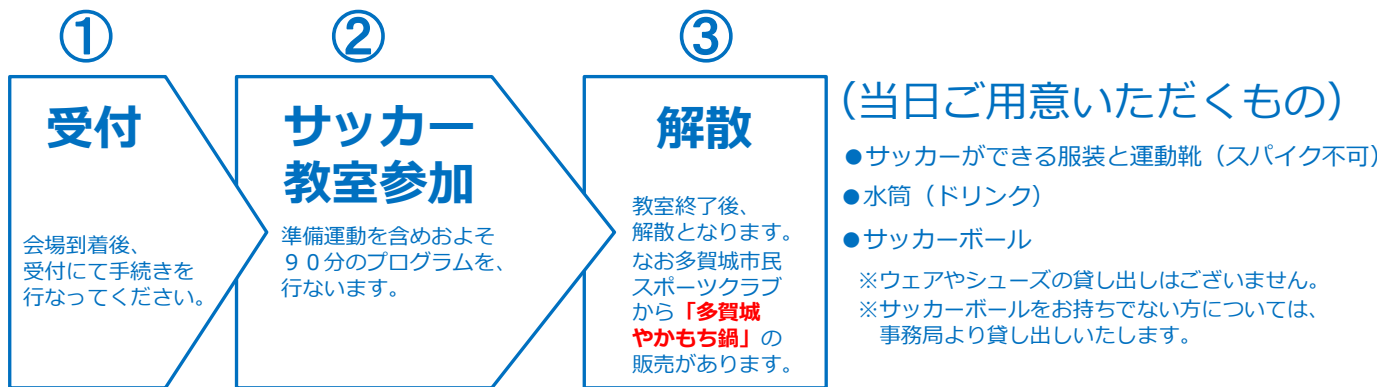 ①
受付
会場到着後、
受付にて手続きを
行なってください。
②
サッカー
教室参加
準備運動を含めおよそ
９０分のプログラムを、
行ないます。
③
解散
教室終了後、
解散となります。
なお多賀城市民
スポーツクラブ
から「多賀城
やかもち鍋」の
販売があります。
（当日ご用意いただくもの）
●サッカーができる服装と運動靴（スパイク不可）
●水筒（ドリンク）
●サッカーボール
※ウェアやシューズの貸し出しはございません。
※サッカーボールをお持ちでない方については、
事務局より貸し出しいたします。